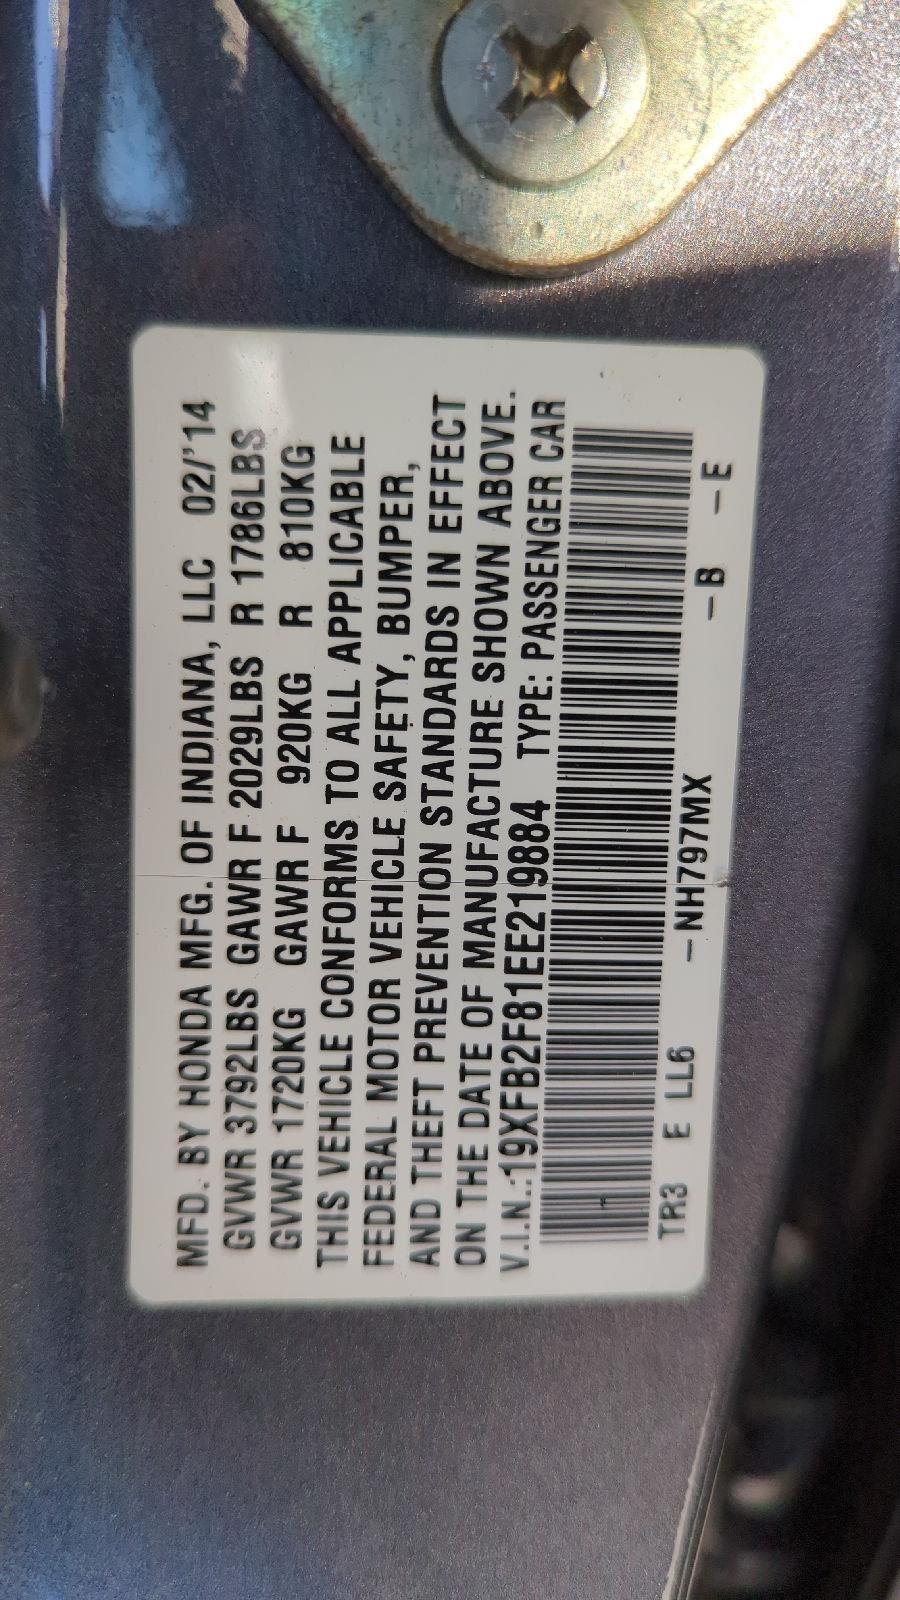 MFD. BY HONDA MFG. OF INDIANA, LLC 02/'14
GVWR 3792LBS GAWR F 2029LBS R 1786LBS
GVWR 1720KG GAWR F 920KG R 810KG
THIS VEHICLE CONFORMS TO ALL APPLICABLE
FEDERAL MOTOR VEHICLE SAFETY, BUMPER,
AND THEFT PREVENTION STANDARDS IN EFFECT
ON THE DATE OF MANUFACTURE SHOWN ABOVE.
V.I.N.:19XFB2F81EE219884 TYPE: PASSENGER CAR
TR3 E LL6 –NH797MX –B –E